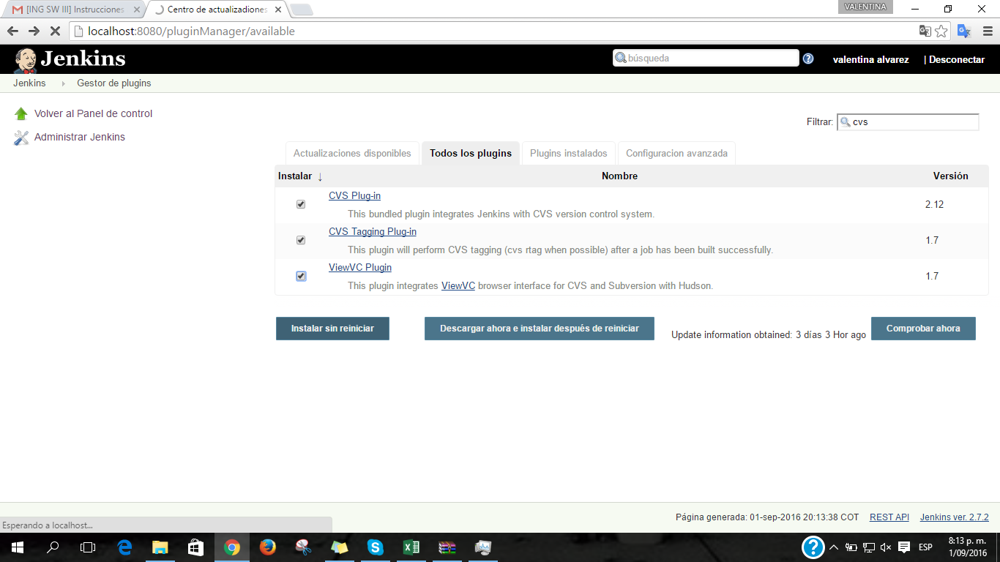 [ING SW III] Instrucciones
Centro de actualizadiones
VALENTINA
localhost:8080/pluginManager/available
Jenkins
búsqueda
valentina alvarez
| Desconectar
Jenkins
Gestor de plugins
Volver al Panel de control
Administrar Jenkins
Filtrar:
cvs
Actualizaciones disponibles
Todos los plugins
Plugins instalados
Configuracion avanzada
Instalar ↓
Nombre
Versión
CVS Plug-in
This bundled plugin integrates Jenkins with CVS version control system.
2.12
CVS Tagging Plug-in
This plugin will perform CVS tagging (cvs rtag when possible) after a job has been built successfully.
1.7
ViewVC Plugin
This plugin integrates ViewVC browser interface for CVS and Subversion with Hudson.
1.7
Instalar sin reiniciar
Descargar ahora e instalar después de reiniciar
Update information obtained: 3 días 3 Hor ago
Comprobar ahora
Página generada: 01-sep-2016 20:13:38 COT
REST API
Jenkins ver. 2.7.2
Esperando a localhost...
ESP
8:13 p. m.
1/09/2016